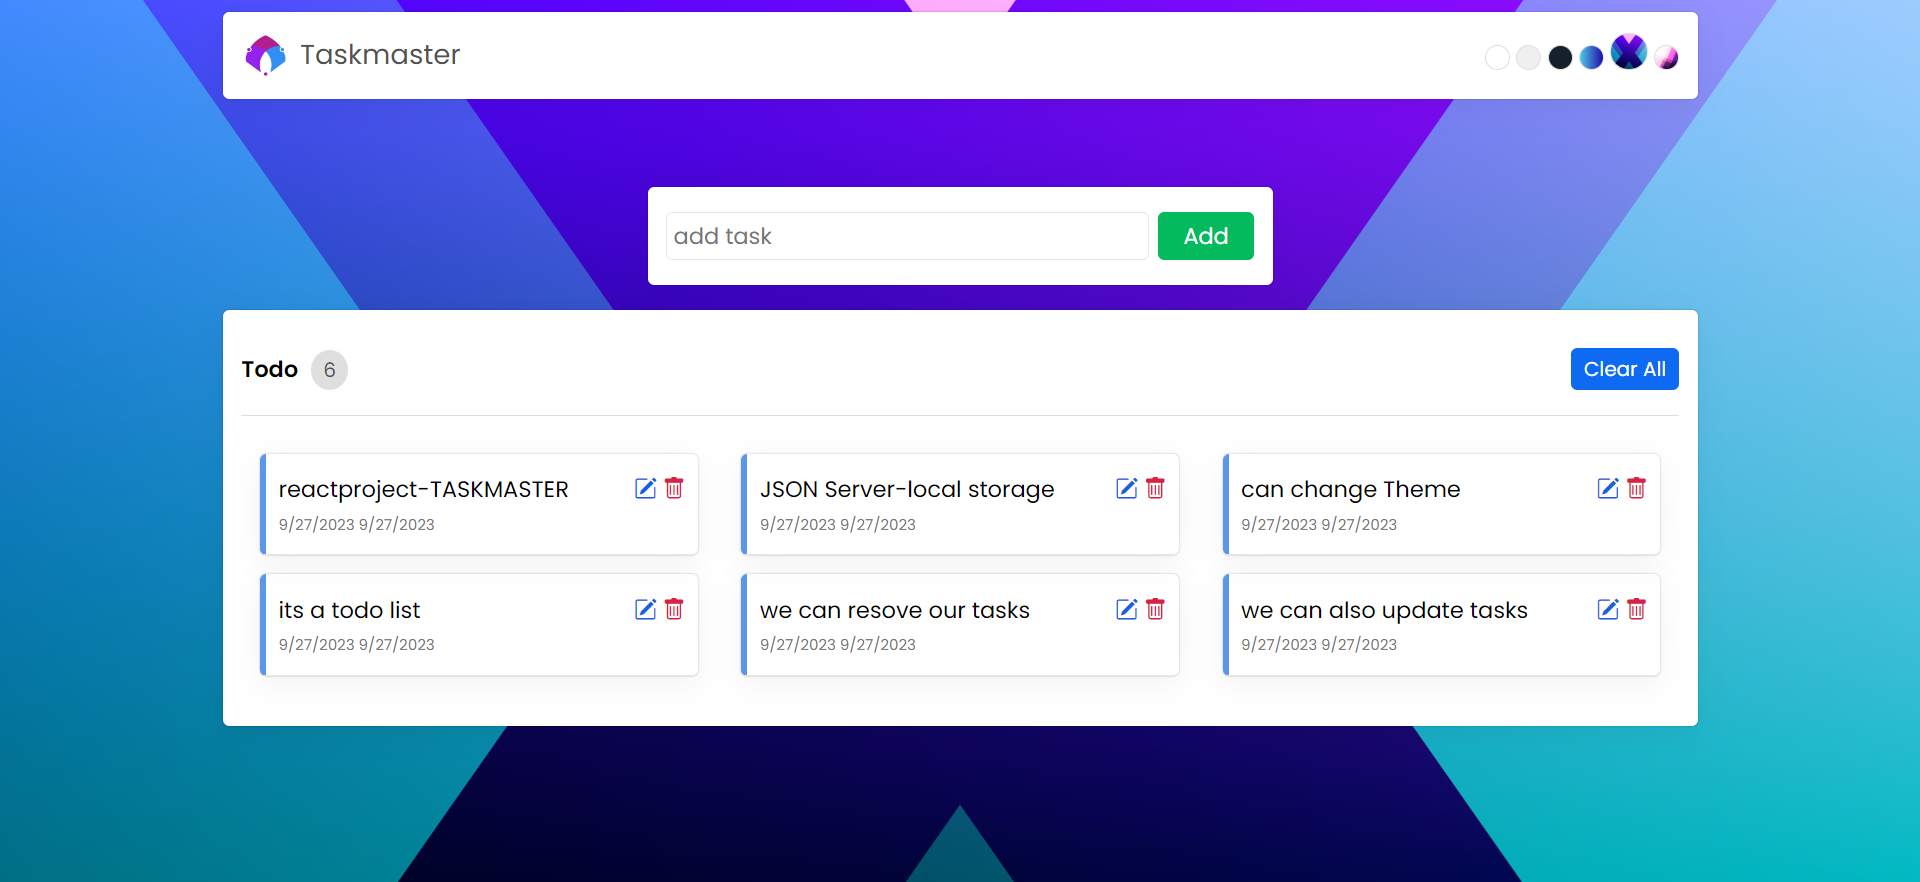 Taskmaster
add task
Add
Todo 6
Clear All
reactproject-TASKMASTER
9/27/2023 9/27/2023
JSON Server-local storage
9/27/2023 9/27/2023
can change Theme
9/27/2023 9/27/2023
its a todo list
9/27/2023 9/27/2023
we can resove our tasks
9/27/2023 9/27/2023
we can also update tasks
9/27/2023 9/27/2023